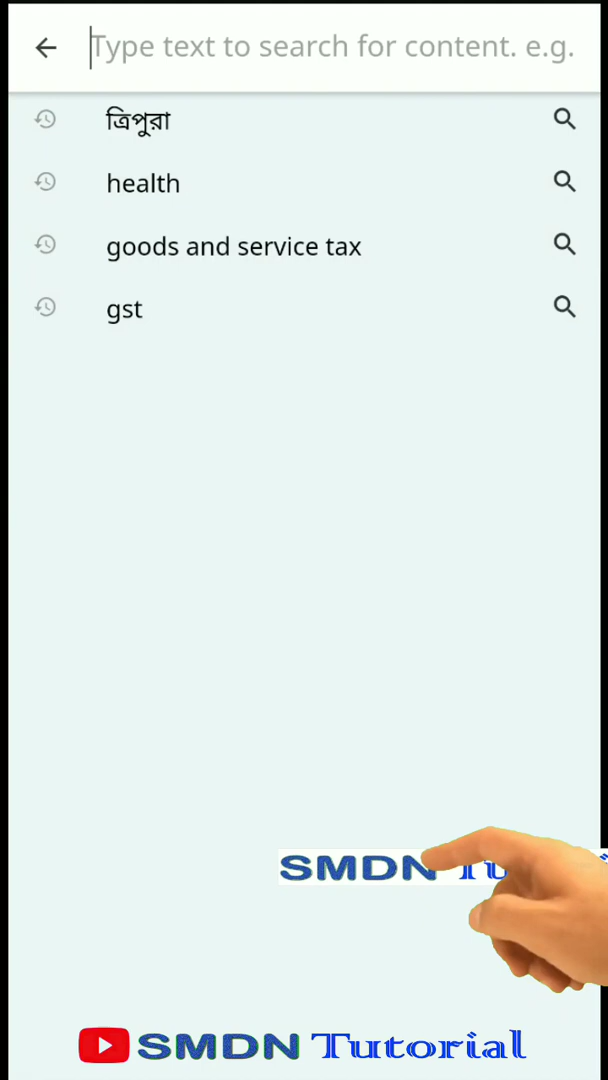 Type text to search for content. e.g.
ত্রিপুরা
health
goods and service tax
gst
SMDN
SMDN Tutorial